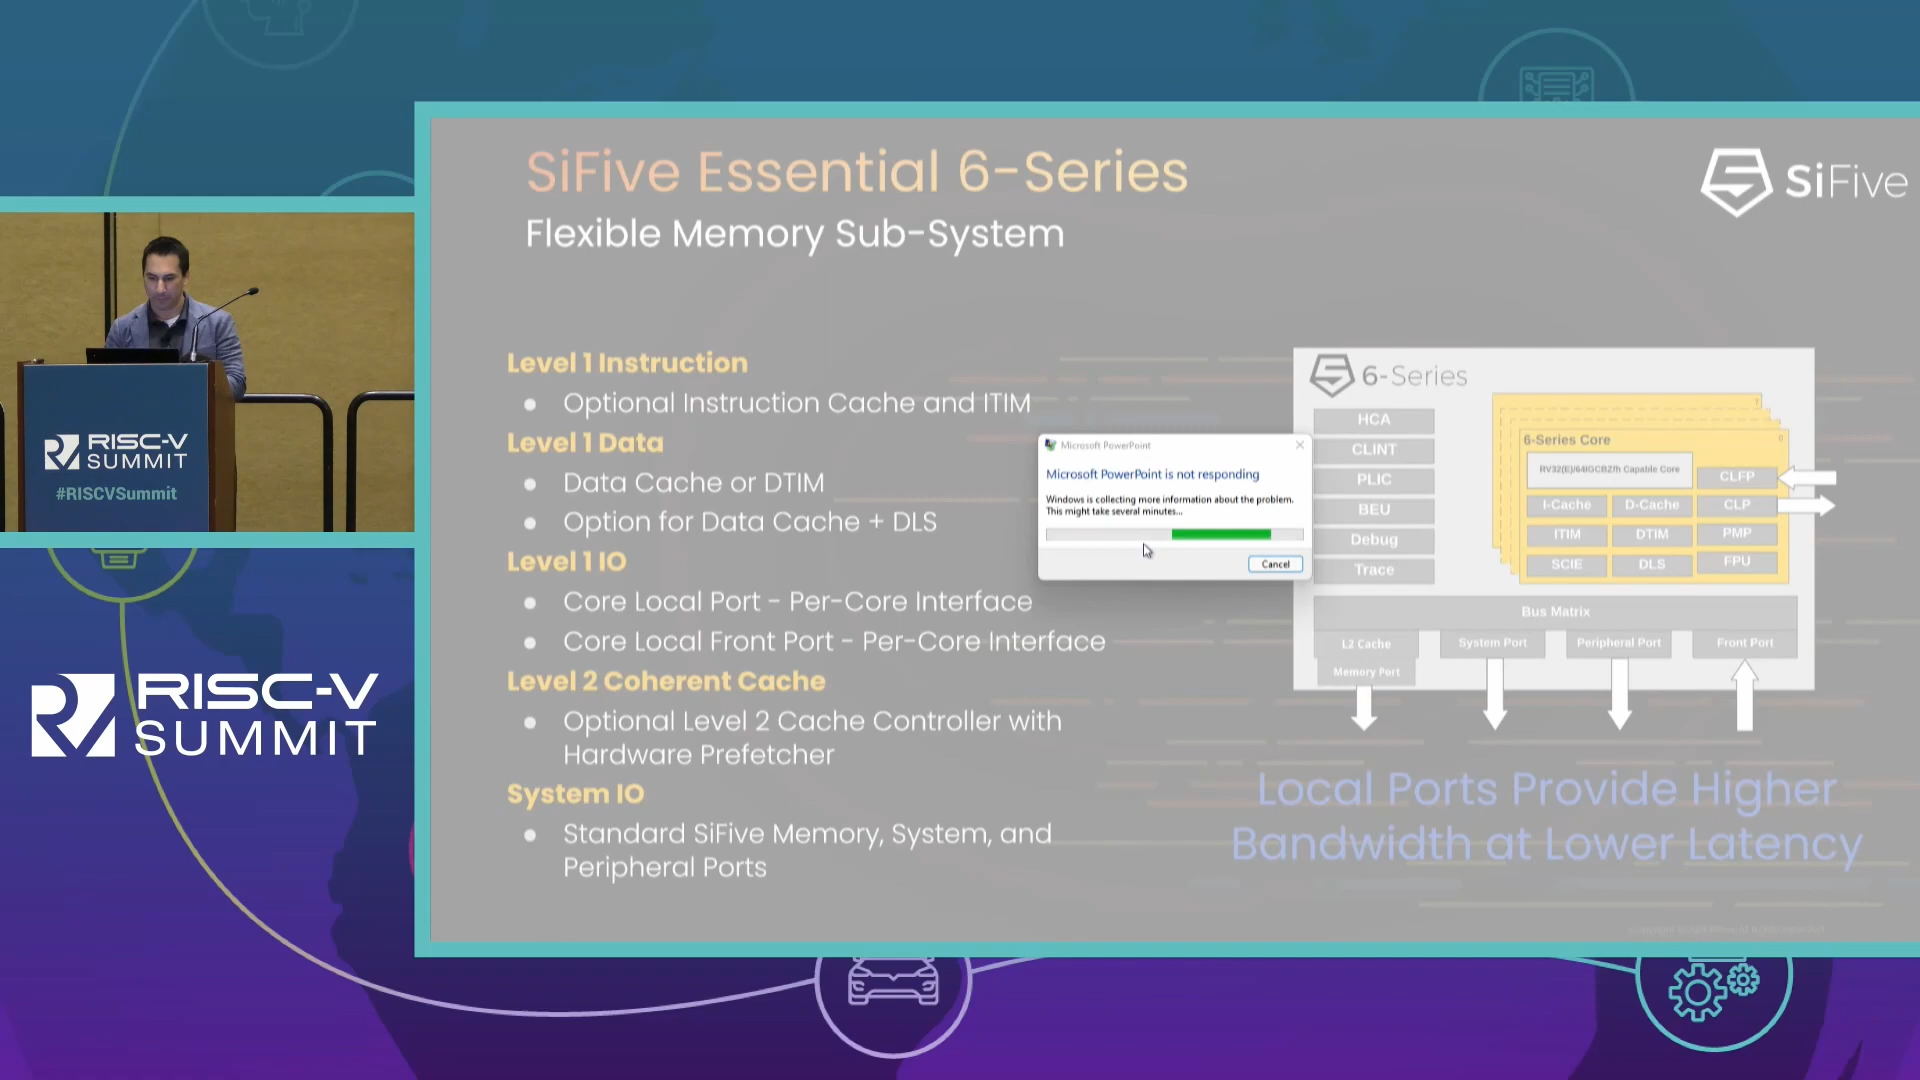 SiFive Essential 6-Series
Flexible Memory Sub-System
SiFive
RISC-V
SUMMIT
#RISCVSummit
RISC-V
SUMMIT
Level 1 Instruction
● Optional Instruction Cache and ITIM
Level 1 Data
● Data Cache or DTIM
● Option for Data Cache + DLS
Level 1 IO
● Core Local Port - Per-Core Interface
● Core Local Front Port - Per-Core Interface
Level 2 Coherent Cache
● Optional Level 2 Cache Controller with
Hardware Prefetcher
System IO
● Standard SiFive Memory, System, and
Peripheral Ports
Microsoft PowerPoint
Microsoft PowerPoint is not responding
Windows is collecting more information about the problem.
This might take several minutes...
Cancel
6-Series
HCA
CLINT
PLIC
BEU
Debug
Trace
7
0
6-Series Core
RV32(E)/64IGCBZfh Capable Core
CLFP
I-Cache
D-Cache
CLP
ITIM
DTIM
PMP
SCIE
DLS
FPU
Bus Matrix
L2 Cache
System Port
Peripheral Port
Front Port
Memory Port
Local Ports Provide Higher
Bandwidth at Lower Latency